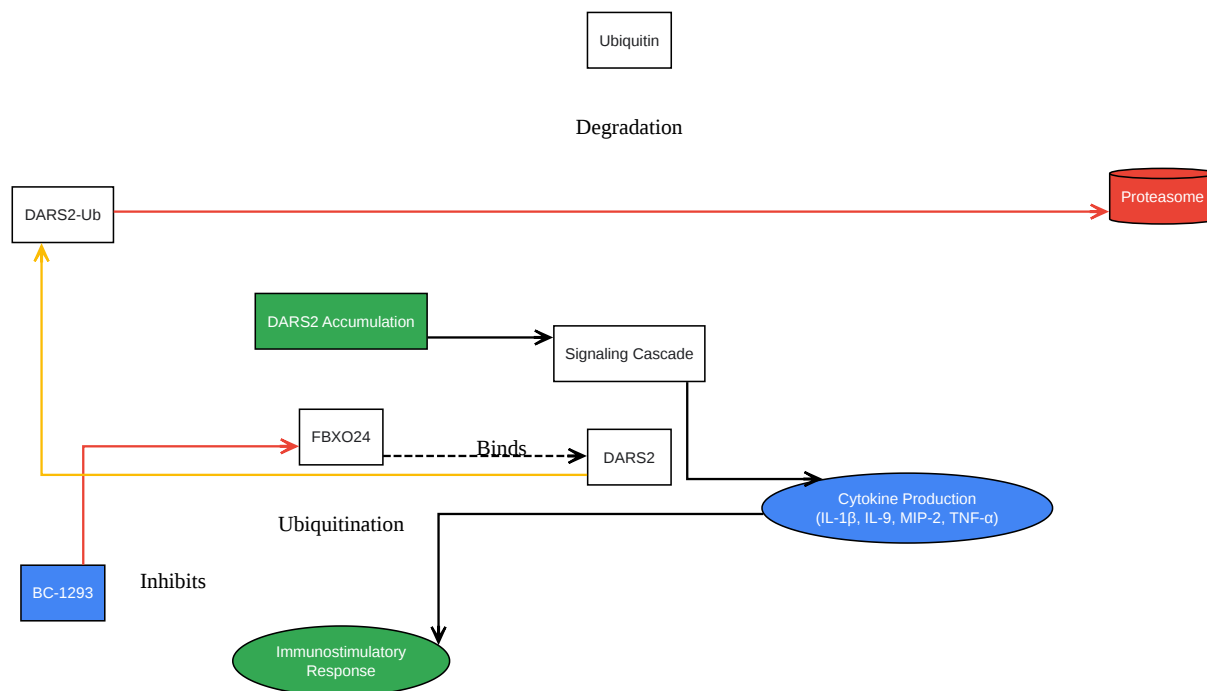 Ubiquitin
Degradation
Proteasome
DARS2-Ub
DARS2 Accumulation
Signaling Cascade
FBXO24
Binds
DARS2
Cytokine Production
(IL-1β, IL-9, MIP-2, TNF-α)
Ubiquitination
Inhibits
BC-1293
Immunostimulatory
Response